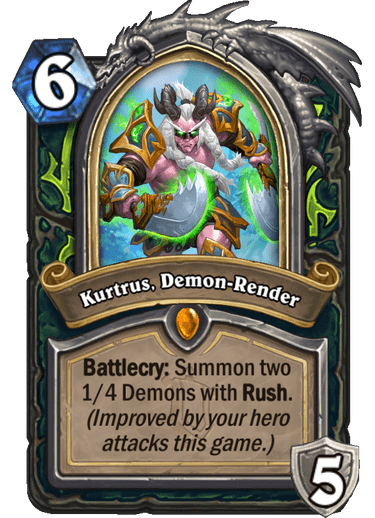 6
Kurtrus, Demon-Render
Battlecry: Summon two
1/4 Demons with Rush.
(Improved by your hero
attacks this game.)
5